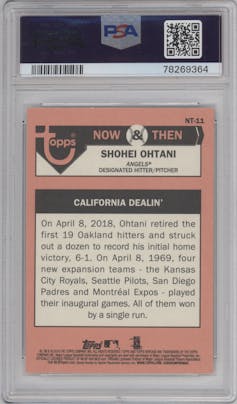 PSA
78269364
NT-11
topps
NOW & THEN
SHOHEI OHTANI
ANGELS®
DESIGNATED HITTER/PITCHER
CALIFORNIA DEALIN'
On April 8, 2018, Ohtani retired the
first 19 Oakland hitters and struck
out a dozen to record his initial home
victory, 6-1. On April 8, 1969, four
new expansion teams - the Kansas
City Royals, Seattle Pilots, San Diego
Padres and Montréal Expos - played
their inaugural games. All of them won
by a single run.
topps